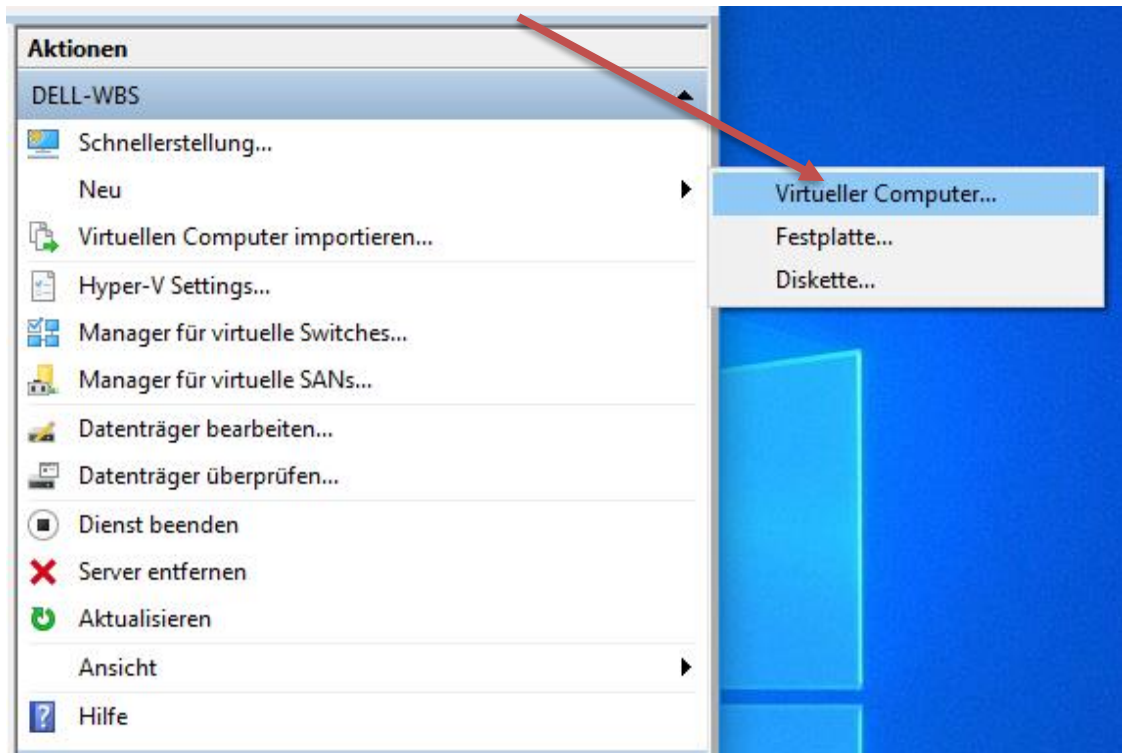 Aktionen
DELL-WBS
Schnellerstellung...
Neu
Virtueller Computer...
Festplatte...
Diskette...
Virtuellen Computer importieren...
Hyper-V Settings...
Manager für virtuelle Switches...
Manager für virtuelle SANs...
Datenträger bearbeiten...
Datenträger überprüfen...
Dienst beenden
Server entfernen
Aktualisieren
Ansicht
Hilfe